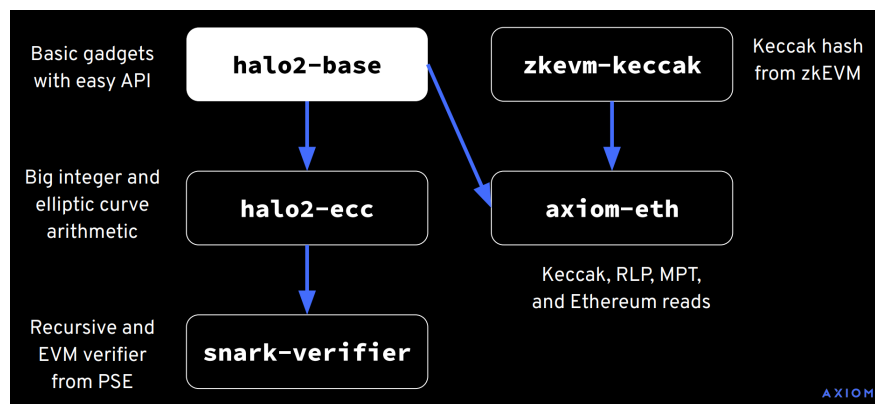 Basic gadgets
with easy API
halo2-base
zkevm-keccak
Keccak hash
from zkEVM
Big integer and
elliptic curve
arithmetic
halo2-ecc
axiom-eth
Keccak, RLP, MPT,
and Ethereum reads
Recursive and
EVM verifier
from PSE
snark-verifier
AXIOM